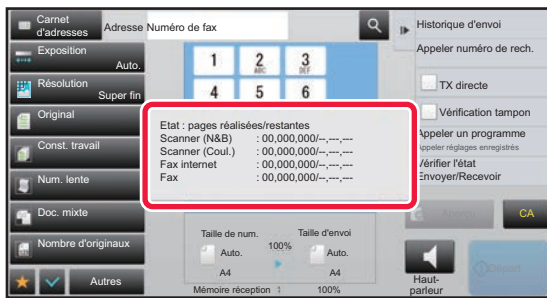 Carnet
d'adresses
Adresse Numéro de fax
Exposition
Auto.
Résolution
Super fin
Original
Const. travail
Num. lente
Doc. mixte
Nombre d'originaux
Autres
1
2
ABC
3
DEF
4
5
6
Etat : pages réalisées/restantes
Scanner (N&B) : 00,000,000/--,---,---
Scanner (Coul.) : 00,000,000/--,---,---
Fax internet : 00,000,000/--,---,---
Fax : 00,000,000/--,---,---
Taille de num.
Taille d'envoi
Auto.
100%
Auto.
A4
A4
Mémoire réception : 100%
Historique d'envoi
Appeler numéro de rech.
TX directe
Vérification tampon
Appeler un programme
Appeler réglages enregistrés
Vérifier l'état
Envoyer/Recevoir
CA
Haut-
parleur
Départ